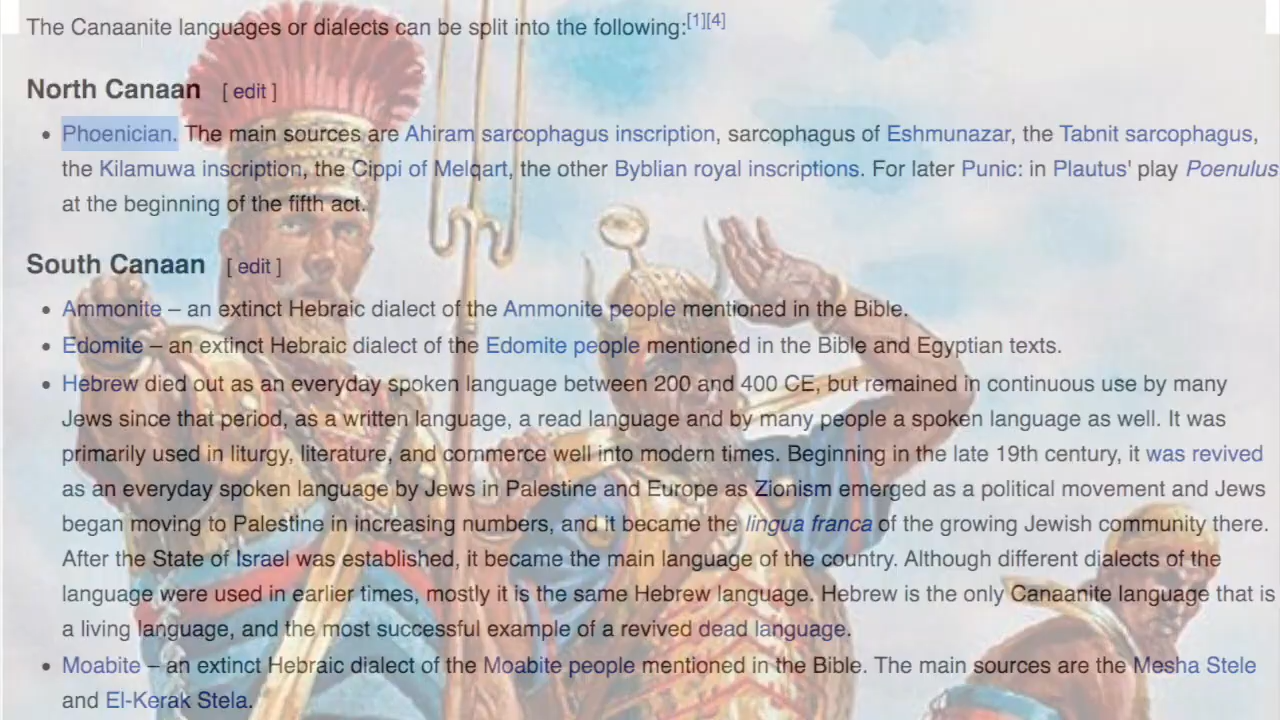 The Canaanite languages or dialects can be split into the following:[1][4]
North Canaan [ edit ]
• Phoenician. The main sources are Ahiram sarcophagus inscription, sarcophagus of Eshmunazar, the Tabnit sarcophagus,
the Kilamuwa inscription, the Cippi of Melqart, the other Byblian royal inscriptions. For later Punic: in Plautus' play Poenulus
at the beginning of the fifth act.
South Canaan [ edit ]
• Ammonite – an extinct Hebraic dialect of the Ammonite people mentioned in the Bible.
• Edomite – an extinct Hebraic dialect of the Edomite people mentioned in the Bible and Egyptian texts.
• Hebrew died out as an everyday spoken language between 200 and 400 CE, but remained in continuous use by many
Jews since that period, as a written language, a read language and by many people a spoken language as well. It was
primarily used in liturgy, literature, and commerce well into modern times. Beginning in the late 19th century, it was revived
as an everyday spoken language by Jews in Palestine and Europe as Zionism emerged as a political movement and Jews
began moving to Palestine in increasing numbers, and it became the lingua franca of the growing Jewish community there.
After the State of Israel was established, it became the main language of the country. Although different dialects of the
language were used in earlier times, mostly it is the same Hebrew language. Hebrew is the only Canaanite language that is
a living language, and the most successful example of a revived dead language.
• Moabite – an extinct Hebraic dialect of the Moabite people mentioned in the Bible. The main sources are the Mesha Stele
and El-Kerak Stela.